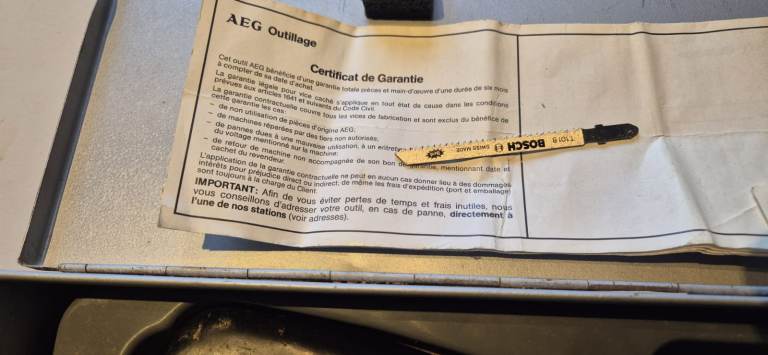 AEG Outillage
Certificat de Garantie
Cet outil AEG bénéficie d'une garantie totale pièces et main-d'œuvre d'une durée de six mois
à compter de sa date d'achat.
La garantie légale pour vice caché s'applique en tout état de cause dans les conditions
prévues aux articles 1641 et suivants du Code Civil.
La garantie contractuelle couvre tous les vices de fabrication et sont exclus du bénéfice de
cette garantie les cas:
– de non utilisation de pièces d'origine AEG,
– de machines réparées par des tiers non autorisés,
– de pannes dues à une mauvaise utilisation, à un
du voltage mentionné sur la machine,
– de retour de machine non accompagnée de son bon de garantie, mentionnant date et
cachet du revendeur.
L'application de la garantie contractuelle ne peut en aucun cas donner lieu à des dommages
intérêts pour préjudice direct ou indirect, de même les frais d'expédition (port et emballage)
sont toujours à la charge du Client.
IMPORTANT: Afin de vous éviter pertes de temps et frais inutiles, nous
vous conseillons d'adresser votre outil, en cas de panne, directement à
l'une de nos stations (voir adresses).
T 101 B
BOSCH
SWISS MADE